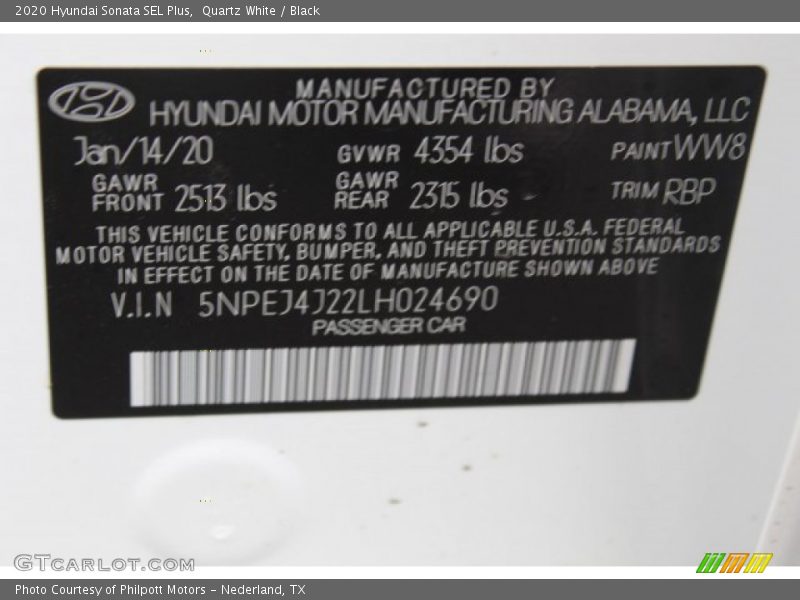 2020 Hyundai Sonata SEL Plus,  Quartz White / Black
MANUFACTURED BY
HYUNDAI MOTOR MANUFACTURING ALABAMA, LLC
Jan/14/20 GVWR 4354 lbs PAINT WW8
GAWR FRONT 2513 lbs GAWR REAR 2315 lbs TRIM RBP
THIS VEHICLE CONFORMS TO ALL APPLICABLE U.S.A. FEDERAL
MOTOR VEHICLE SAFETY, BUMPER, AND THEFT PREVENTION STANDARDS
IN EFFECT ON THE DATE OF MANUFACTURE SHOWN ABOVE
V.I.N 5NPEJ4J22LH024690
PASSENGER CAR
GTCARLOT.COM
Photo Courtesy of Philpott Motors - Nederland, TX